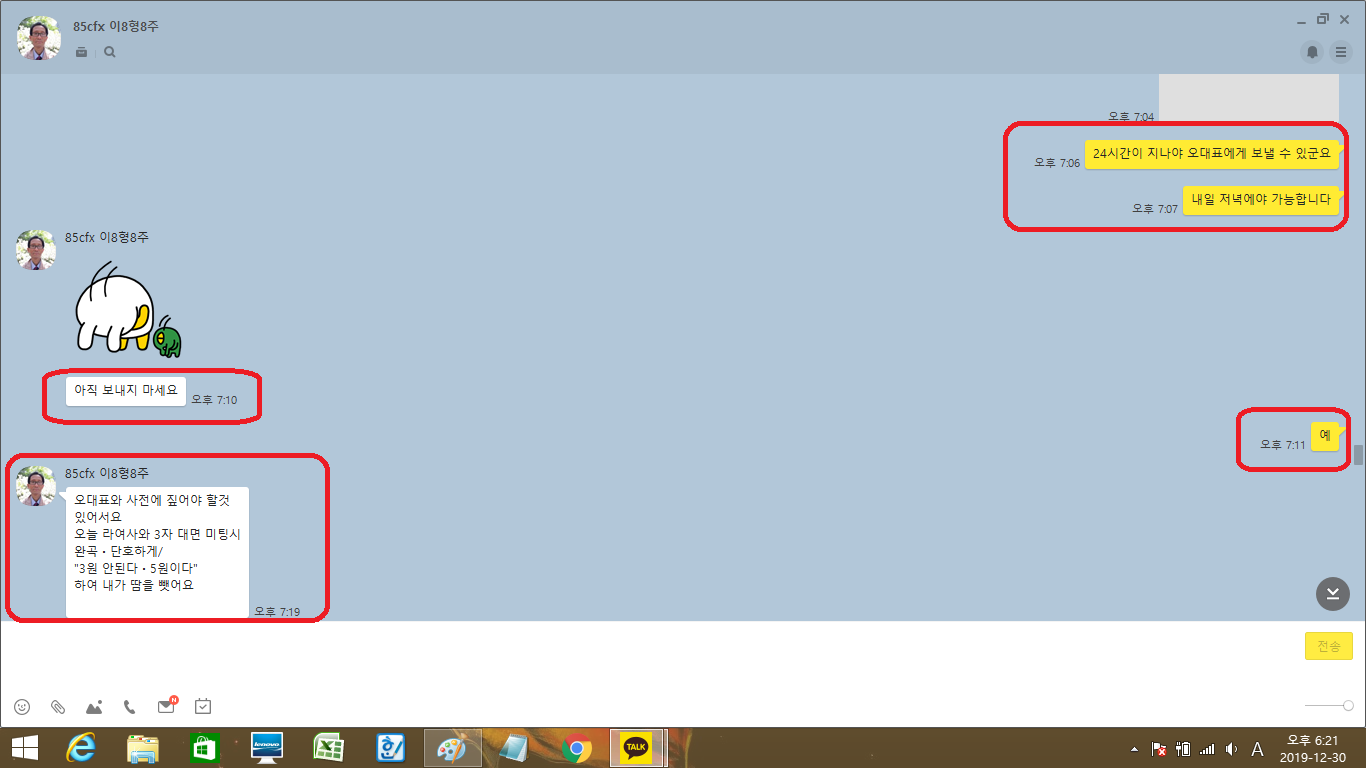 85cfx 이8형8주
오후 7:04
24시간이 지나야 오대표에게 보낼 수 있군요
오후 7:06
내일 저녁에야 가능합니다
오후 7:07
85cfx 이8형8주
아직 보내지 마세요
오후 7:10
예
오후 7:11
85cfx 이8형8주
오대표와 사전에 짚어야 할것
있어서요
오늘 라여사와 3자 대면 미팅시
완곡・단호하게/
"3원 안된다・5원이다"
하여 내가 땀을 뺏어요
오후 7:19
전송
N
lenovo
TALK
A
오후 6:21
2019-12-30